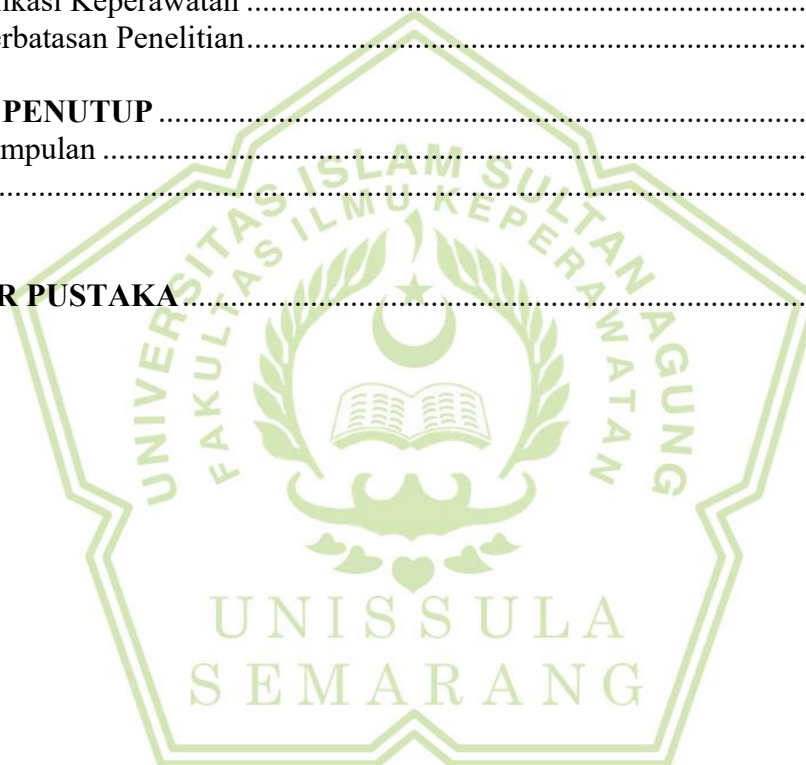 ikasi Keperawatan ........................................................................
erbatasan Penelitian........................................................................
PENUTUP ..................................................................................
mpulan ........................................................................................
.....................................................................................................
R PUSTAKA..............................................................................
UNIVERSITAS ISLAM SULTAN AGUNG
FAKULTAS ILMU KEPERAWATAN
UNISSULA
SEMARANG